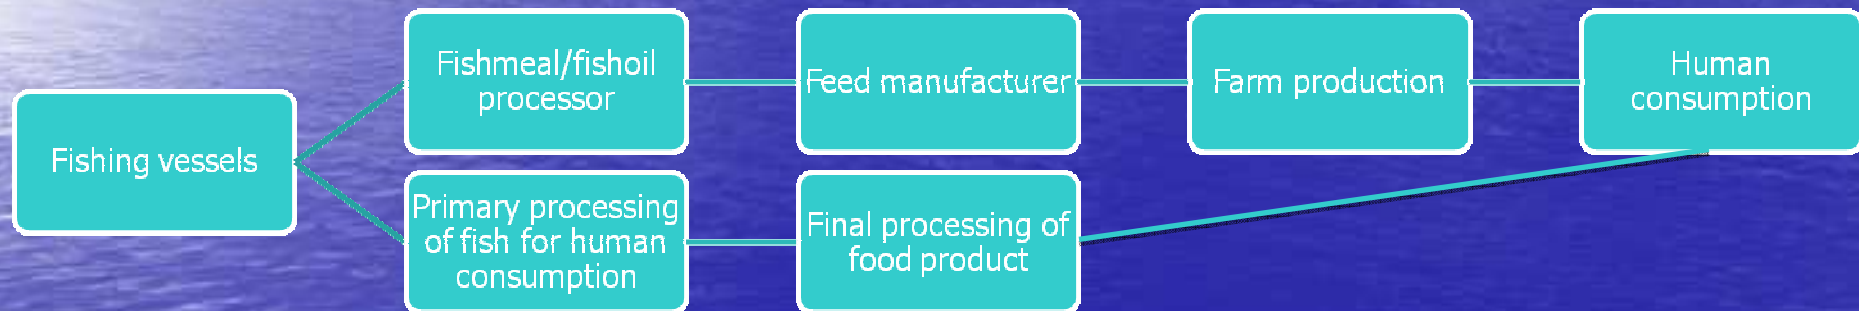 Fishing vessels
Fishmeal/fishoil
processor
Feed manufacturer
Farm production
Human
consumption
Primary processing
of fish for human
consumption
Final processing of
food product